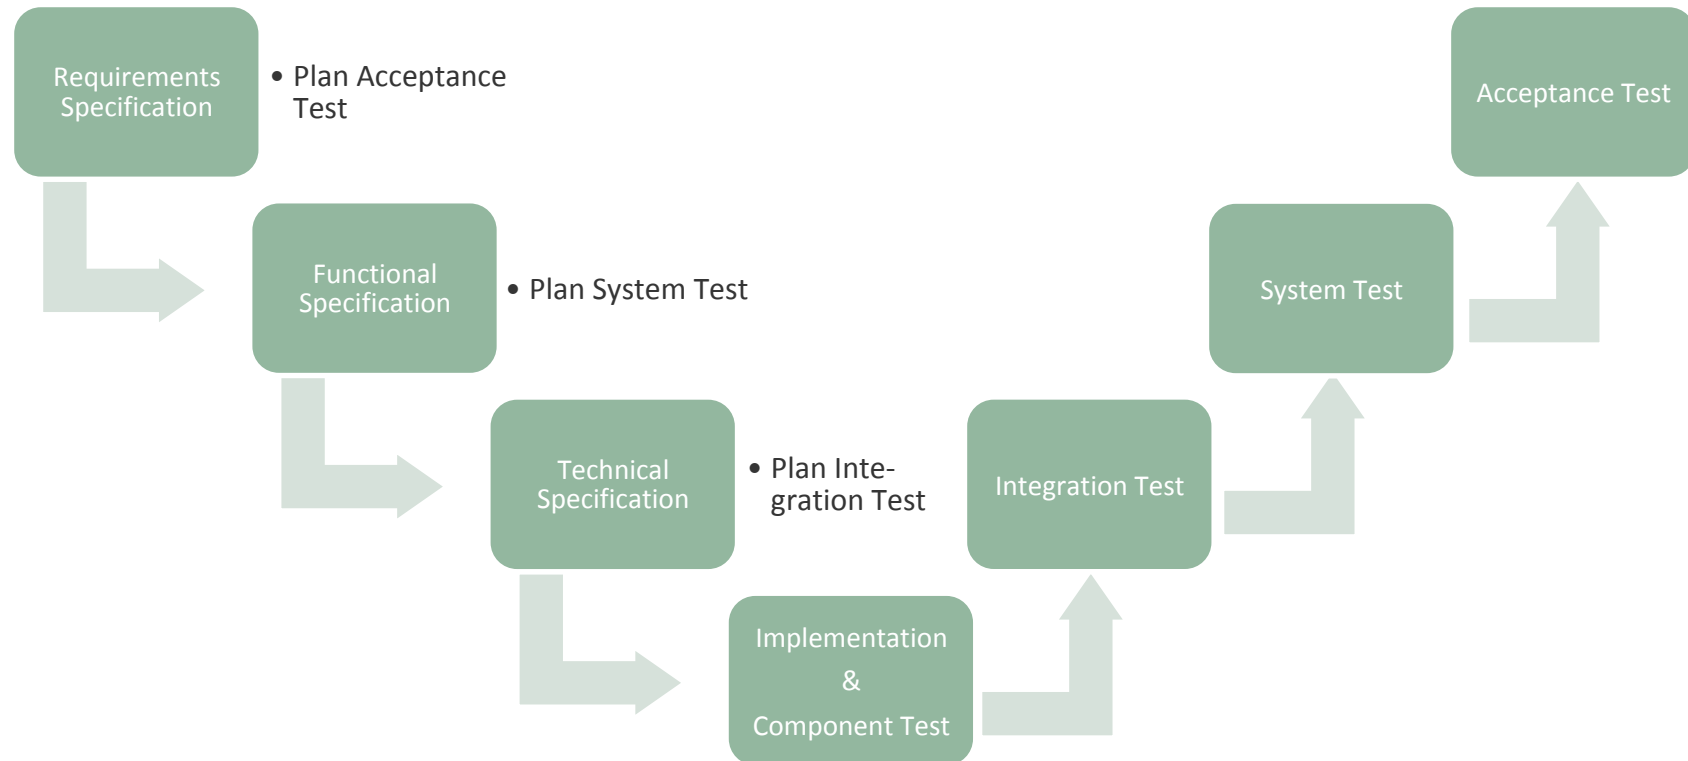 Requirements
Specification
• Plan Acceptance
Test
Acceptance Test
Functional
Specification
• Plan System Test
System Test
Technical
Specification
• Plan Inte-
gration Test
Integration Test
Implementation
&
Component Test